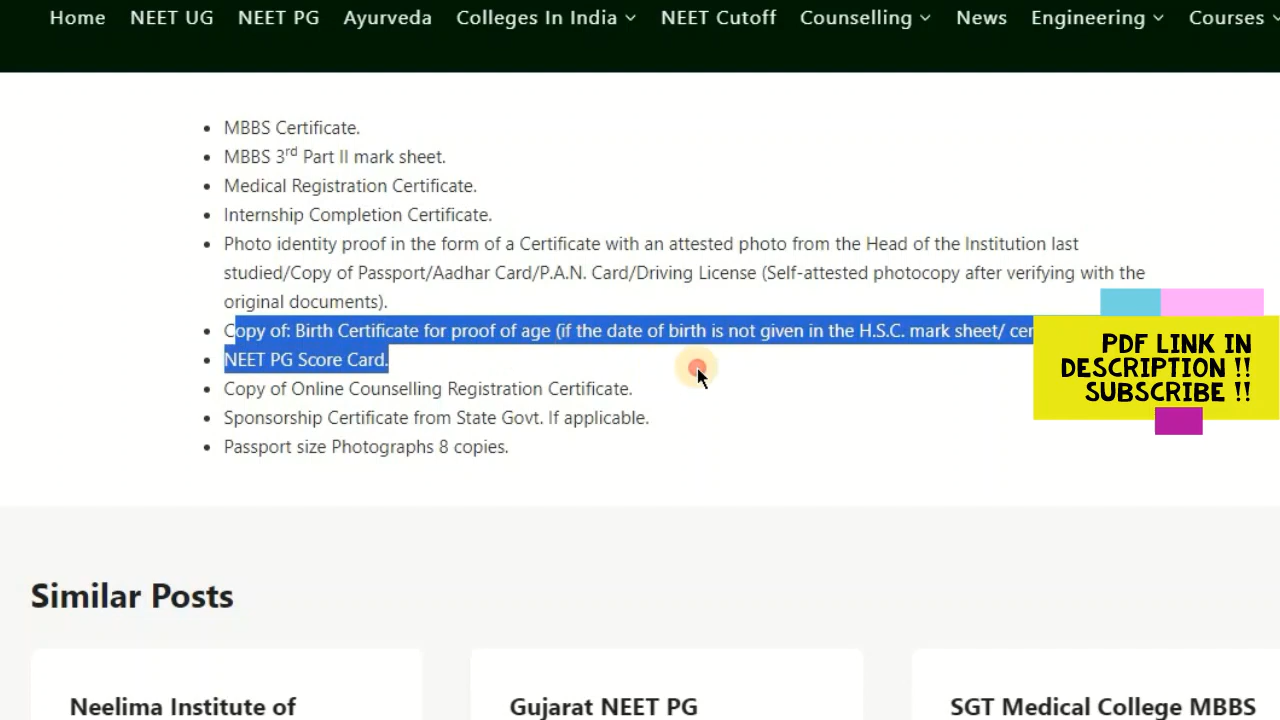 Home NEET UG NEET PG Ayurveda Colleges In India NEET Cutoff Counselling News Engineering Courses
MBBS Certificate.
MBBS 3rd Part II mark sheet.
Medical Registration Certificate.
Internship Completion Certificate.
Photo identity proof in the form of a Certificate with an attested photo from the Head of the Institution last
studied/Copy of Passport/Aadhar Card/P.A.N. Card/Driving License (Self-attested photocopy after verifying with the
original documents).
Copy of: Birth Certificate for proof of age (if the date of birth is not given in the H.S.C. mark sheet/
NEET PG Score Card.
Copy of Online Counselling Registration Certificate.
Sponsorship Certificate from State Govt. If applicable.
Passport size Photographs 8 copies.
PDF LINK IN
DESCRIPTION !!
SUBSCRIBE !!
Similar Posts
Neelima Institute of
Gujarat NEET PG
SGT Medical College MBBS